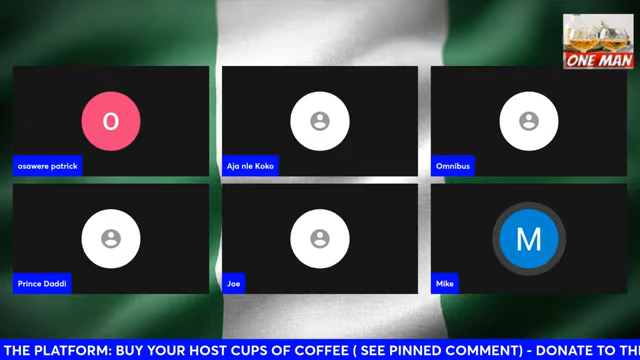 ONE MAN
O
osawere patrick
Aja nie Koko
Omnibus
M
Prince Daddi
Joe
Mike
THE PLATFORM: BUY YOUR HOST CUPS OF COFFEE ( SEE PINNED COMMENT) - DONATE TO TH